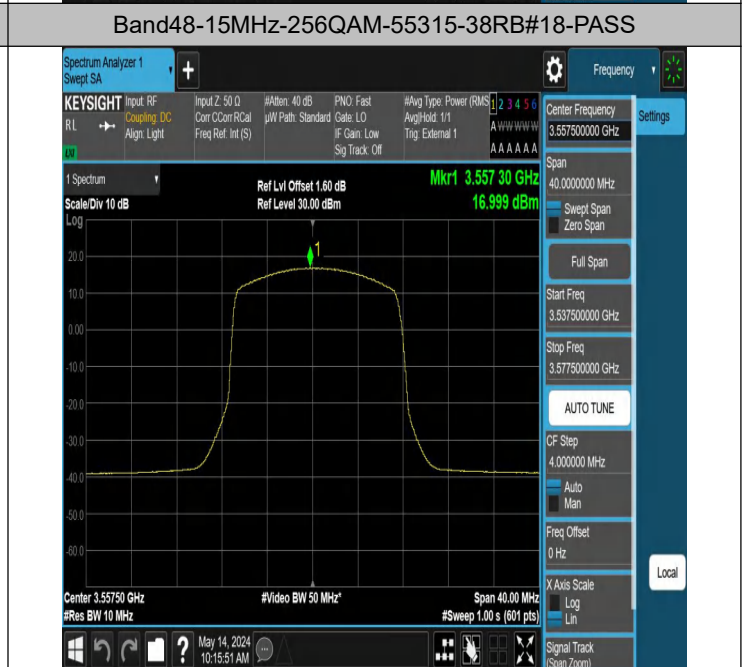 Band48-15MHz-256QAM-55315-38RB#18-PASS
Spectrum Analyzer 1
Swept SA
Frequency
KEYSIGHT
RL
Input: RF
Coupling: DC
Align: Light
Input Z: 50 Ω
Corr CCorr RCal
Freq Ref: Int (S)
#Atten: 40 dB
µW Path: Standard
PNO: Fast
Gate: LO
IF Gain: Low
Sig Track: Off
#Avg Type: Power (RMS
Avg|Hold: 1/1
Trig: External 1
1 2 3 4 5 6
A W W W W W
A A A A A A
1 Spectrum
Scale/Div 10 dB
Log
Ref Lvl Offset 1.60 dB
Ref Level 30.00 dBm
Mkr1 3.557 30 GHz
16.999 dBm
1
20.0
10.0
0.00
-10.0
-20.0
-30.0
-40.0
-50.0
-60.0
Center 3.55750 GHz
#Res BW 10 MHz
#Video BW 50 MHz*
Span 40.00 MHz
#Sweep 1.00 s (601 pts)
Center Frequency
3.557500000 GHz
Settings
Span
40.0000000 MHz
Swept Span
Zero Span
Full Span
Start Freq
3.537500000 GHz
Stop Freq
3.577500000 GHz
AUTO TUNE
CF Step
4.000000 MHz
Auto
Man
Freq Offset
0 Hz
X Axis Scale
Log
Lin
Local
Signal Track
(Span Zoom)
?
May 14, 2024
10:15:51 AM